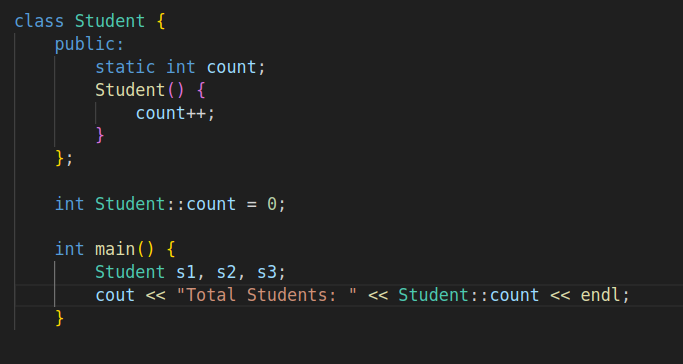 class Student {
    public:
        static int count;
        Student() {
            count++;
        }
    };

    int Student::count = 0;

    int main() {
        Student s1, s2, s3;
        cout << "Total Students: " << Student::count << endl;
    }